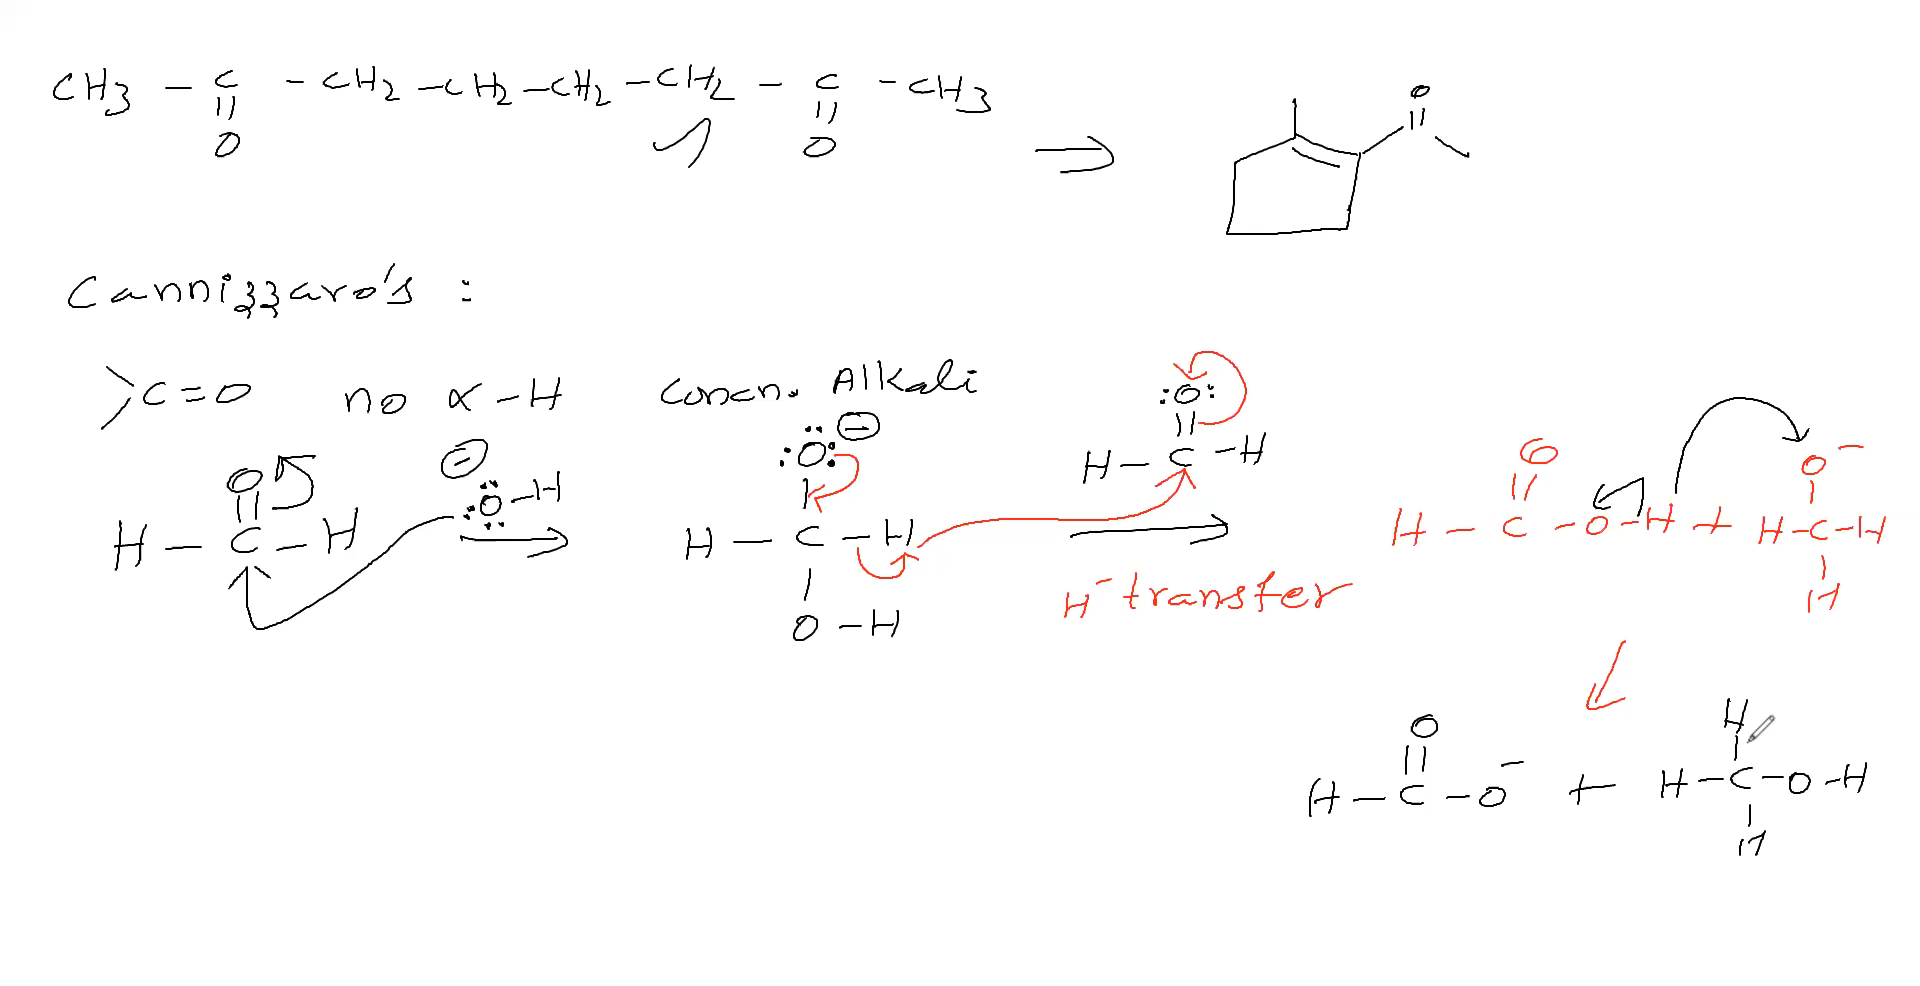 CH3 - C - CH2 - CH2 - CH2 - CH2 - C - CH3
|| || ||
O O O
Cannizzaro's :
>C=O no α-H Concn. Alkali
:O: ⊖ :O:
|| ||
O ⊖ :O: H - C - H O O⁻
|| :O-H | || |
H - C - H H - C - H H - C - O - H + H-C-H
| H⁻ transfer |
O - H H
O H
|| |
H - C - O⁻ + H - C - O - H
|
H